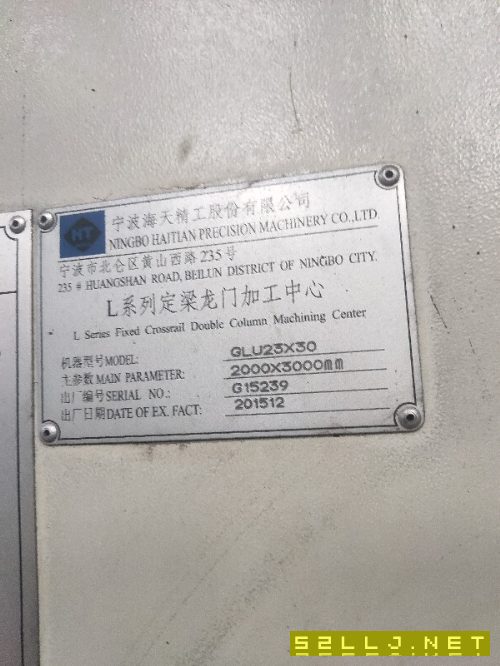 HT
宁波海天精工股份有限公司
NINGBO HAITIAN PRECISION MACHINERY CO.,LTD.
宁波市北仑区黄山西路235号
235 # HUANGSHAN ROAD, BEILUN DISTRICT OF NINGBO CITY.
L系列定梁龙门加工中心
L Series Fixed Crossrail Double Column Machining Center
机器型号MODEL: GLU23X30
主参数MAIN PARAMETER: 2000X3000mm
出厂编号SERIAL NO.: G15239
出厂日期DATE OF EX. FACT: 201512
52LLJ.NET